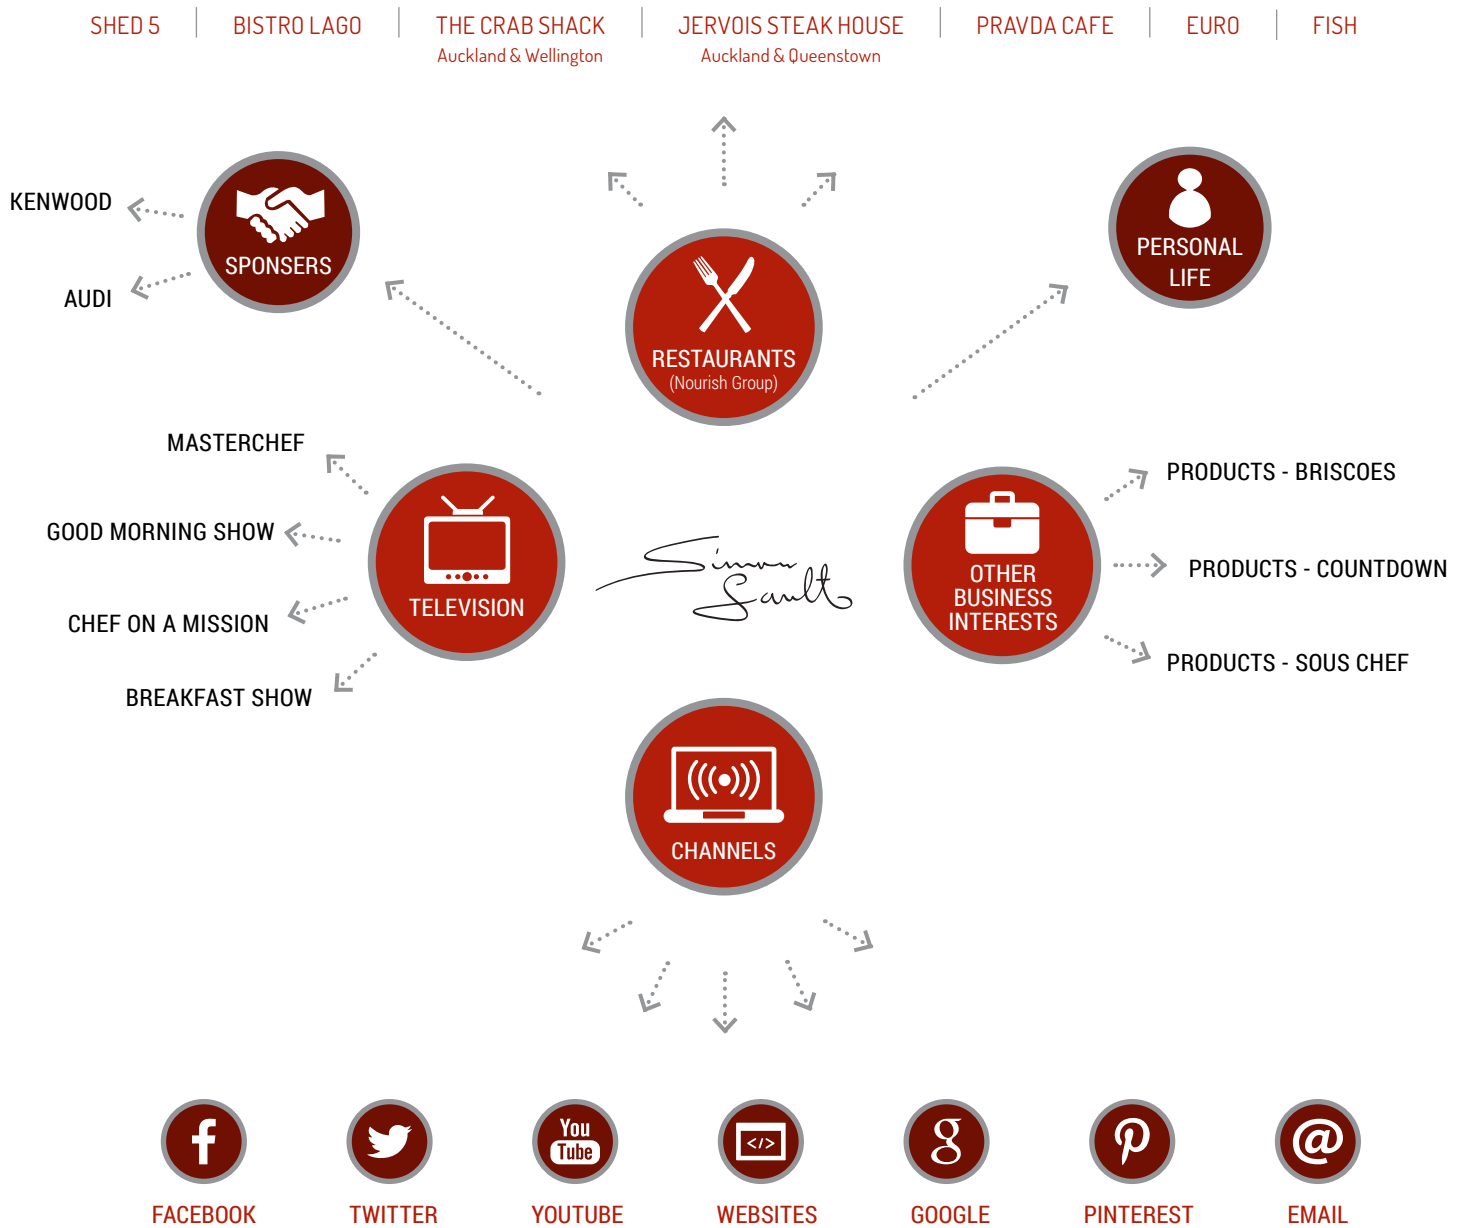 SHED 5
BISTRO LAGO
THE CRAB SHACK
Auckland & Wellington
JERVOIS STEAK HOUSE
Auckland & Queenstown
PRAVDA CAFE
EURO
FISH
KENWOOD
AUDI
SPONSERS
RESTAURANTS
(Nourish Group)
PERSONAL
LIFE
MASTERCHEF
GOOD MORNING SHOW
CHEF ON A MISSION
BREAKFAST SHOW
TELEVISION
Simon
Gault
OTHER
BUSINESS
INTERESTS
PRODUCTS - BRISCOES
PRODUCTS - COUNTDOWN
PRODUCTS - SOUS CHEF
CHANNELS
f
You
Tube
</>
g
p
@
FACEBOOK
TWITTER
YOUTUBE
WEBSITES
GOOGLE
PINTEREST
EMAIL